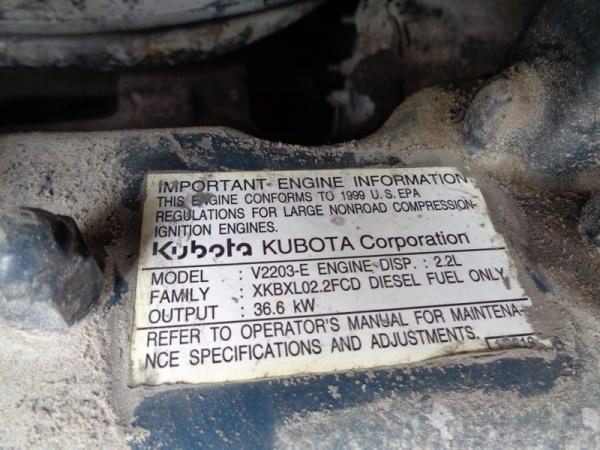 IMPORTANT ENGINE INFORMATION
THIS ENGINE CONFORMS TO 1999 U.S. EPA
REGULATIONS FOR LARGE NONROAD COMPRESSION-
IGNITION ENGINES.
Kubota KUBOTA Corporation
MODEL : V2203-E ENGINE DISP. : 2.2L
FAMILY : XKBXL02.2FCD DIESEL FUEL ONLY
OUTPUT : 36.6 kW
REFER TO OPERATOR'S MANUAL FOR MAINTENA-
NCE SPECIFICATIONS AND ADJUSTMENTS.